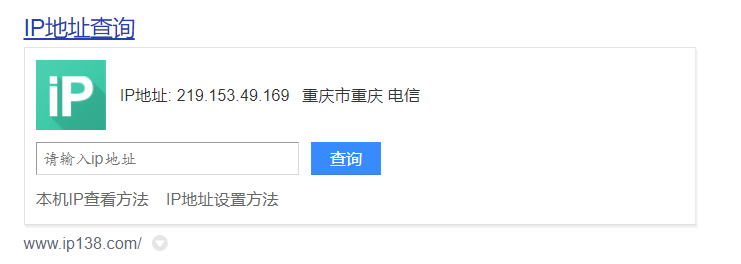 IP地址查询
iP
IP地址: 219.153.49.169 重庆市重庆 电信
请输入ip地址
查询
本机IP查看方法 IP地址设置方法
www.ip138.com/